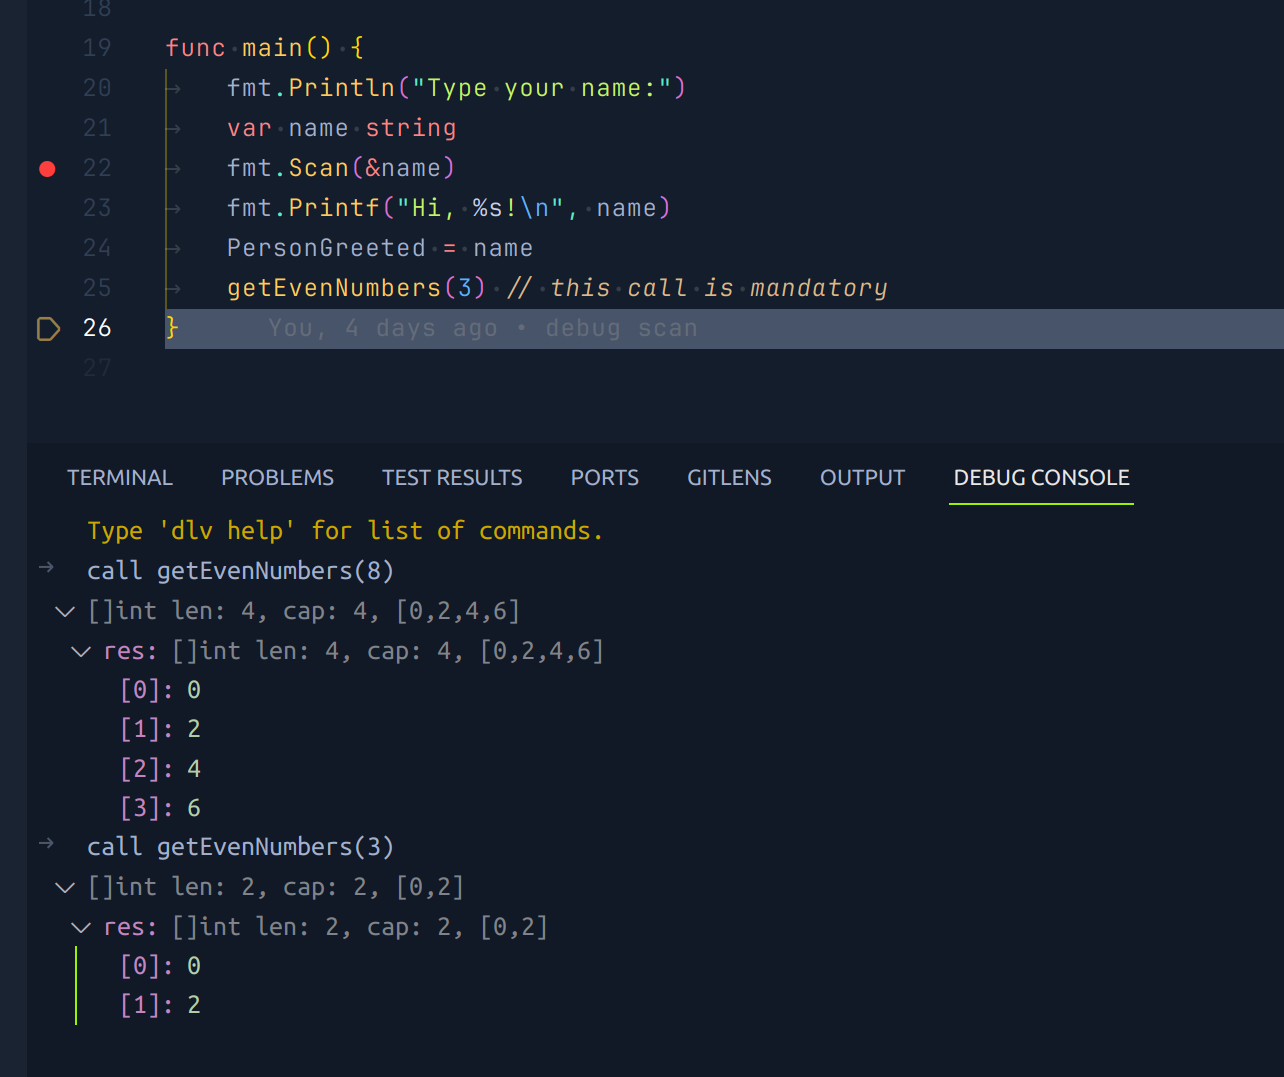 18
19 func main() {
20 fmt.Println("Type your name:")
21 var name string
22 fmt.Scan(&name)
23 fmt.Printf("Hi, %s!\n", name)
24 PersonGreeted = name
25 getEvenNumbers(3) // this call is mandatory
26 } You, 4 days ago • debug scan
27
TERMINAL PROBLEMS TEST RESULTS PORTS GITLENS OUTPUT DEBUG CONSOLE
Type 'dlv help' for list of commands.
→ call getEvenNumbers(8)
[]int len: 4, cap: 4, [0,2,4,6]
res: []int len: 4, cap: 4, [0,2,4,6]
[0]: 0
[1]: 2
[2]: 4
[3]: 6
→ call getEvenNumbers(3)
[]int len: 2, cap: 2, [0,2]
res: []int len: 2, cap: 2, [0,2]
[0]: 0
[1]: 2